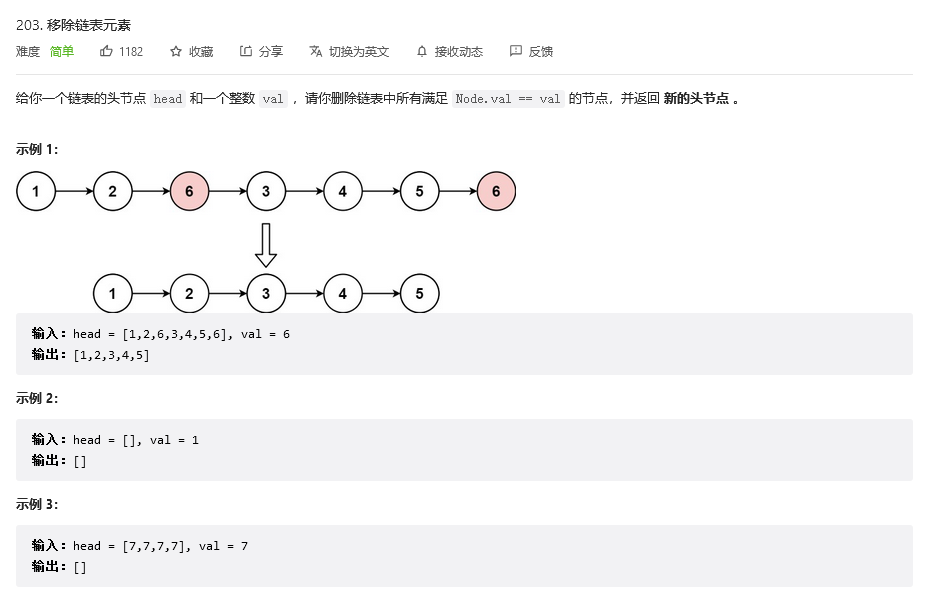 203. 移除链表元素
难度 简单 1182 收藏 分享 切换为英文 接收动态 反馈
给你一个链表的头节点 head 和一个整数 val ，请你删除链表中所有满足 Node.val == val 的节点，并返回 新的头节点 。
示例 1：
1 2 6 3 4 5 6
1 2 3 4 5
输入：head = [1,2,6,3,4,5,6], val = 6
输出：[1,2,3,4,5]
示例 2：
输入：head = [], val = 1
输出：[]
示例 3：
输入：head = [7,7,7,7], val = 7
输出：[]